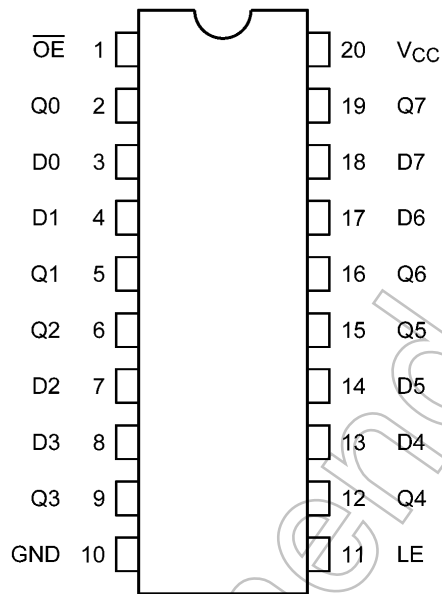 O̅E̅ 1 20 VCC
Q0 2 19 Q7
D0 3 18 D7
D1 4 17 D6
Q1 5 16 Q6
Q2 6 15 Q5
D2 7 14 D5
D3 8 13 D4
Q3 9 12 Q4
GND 10 11 LE
mend